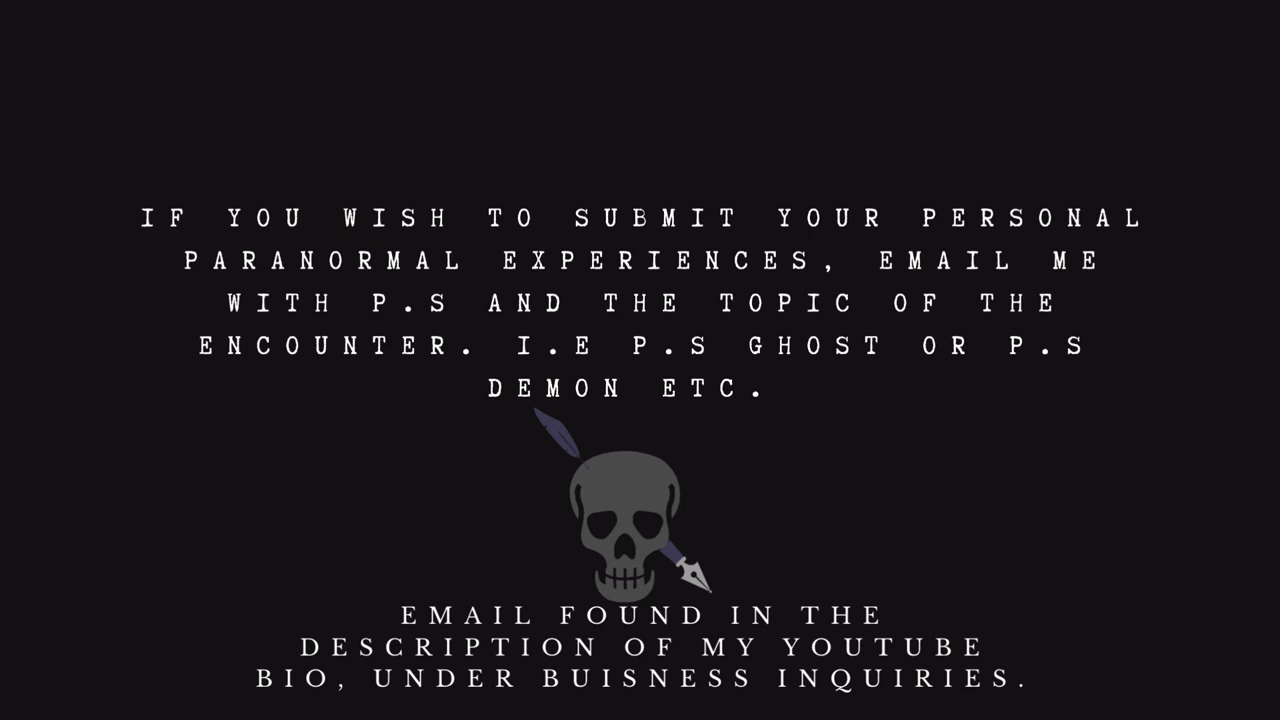 IF YOU WISH TO SUBMIT YOUR PERSONAL
PARANORMAL EXPERIENCES, EMAIL ME
WITH P.S AND THE TOPIC OF THE
ENCOUNTER. I.E P.S GHOST OR P.S
DEMON ETC.
EMAIL FOUND IN THE
DESCRIPTION OF MY YOUTUBE
BIO, UNDER BUISNESS INQUIRIES.